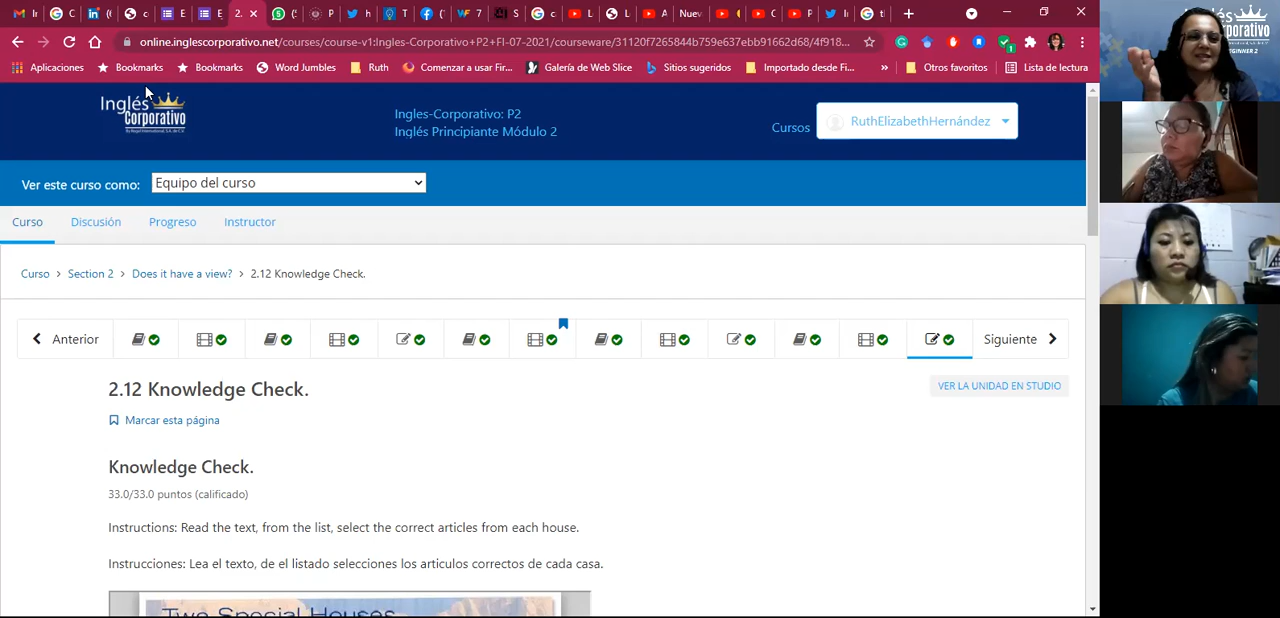 online.inglescorporativo.net/courses/course-v1:Ingles-Corporativo+P2+FI-07-2021/courseware/31120f7265844b759e637ebb91662d68/4f918...
Aplicaciones Bookmarks Bookmarks Word Jumbles Ruth Comenzar a usar Fir... Galería de Web Slice Sitios sugeridos Importado desde Fi... » Otros favoritos Lista de lectura
Inglés
Corporativo
Ingles-Corporativo: P2
Inglés Principiante Módulo 2
Cursos
RuthElizabethHernández
Ver este curso como:
Equipo del curso
Curso Discusión Progreso Instructor
Curso > Section 2 > Does it have a view? > 2.12 Knowledge Check.
Anterior
Siguiente
2.12 Knowledge Check.
VER LA UNIDAD EN STUDIO
Marcar esta página
Knowledge Check.
33.0/33.0 puntos (calificado)
Instructions: Read the text, from the list, select the correct articles from each house.
Instrucciones: Lea el texto, de el listado selecciones los articulos correctos de cada casa.
Two Special Houses